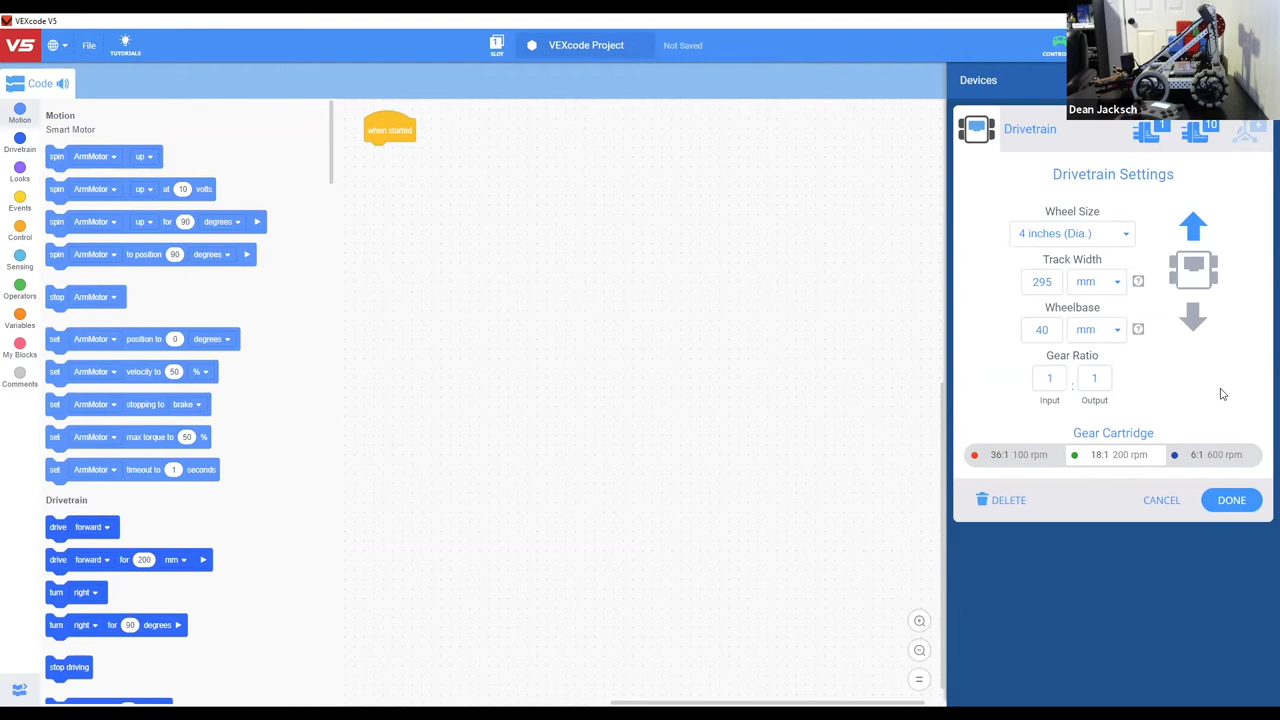 VEXcode V5
V5
File
TUTORIALS
1
SLOT
VEXcode Project
Not Saved
Dean Jacksch
Code
Devices
Motion
Drivetrain
Looks
Events
Control
Sensing
Operators
Variables
My Blocks
Comments
Motion
Smart Motor
spin ArmMotor up
spin ArmMotor up at 10 volts
spin ArmMotor up for 90 degrees
spin ArmMotor to position 90 degrees
stop ArmMotor
set ArmMotor position to 0 degrees
set ArmMotor velocity to 50 %
set ArmMotor stopping to brake
set ArmMotor max torque to 50 %
set ArmMotor timeout to 1 seconds
Drivetrain
drive forward
drive forward for 200 mm
turn right
turn right for 90 degrees
stop driving
when started
Drivetrain 1 10
Drivetrain Settings
Wheel Size
4 inches (Dia.)
Track Width
295 mm ?
Wheelbase
40 mm ?
Gear Ratio
1 : 1
Input Output
Gear Cartridge
36:1 100 rpm 18:1 200 rpm 6:1 600 rpm
DELETE CANCEL DONE